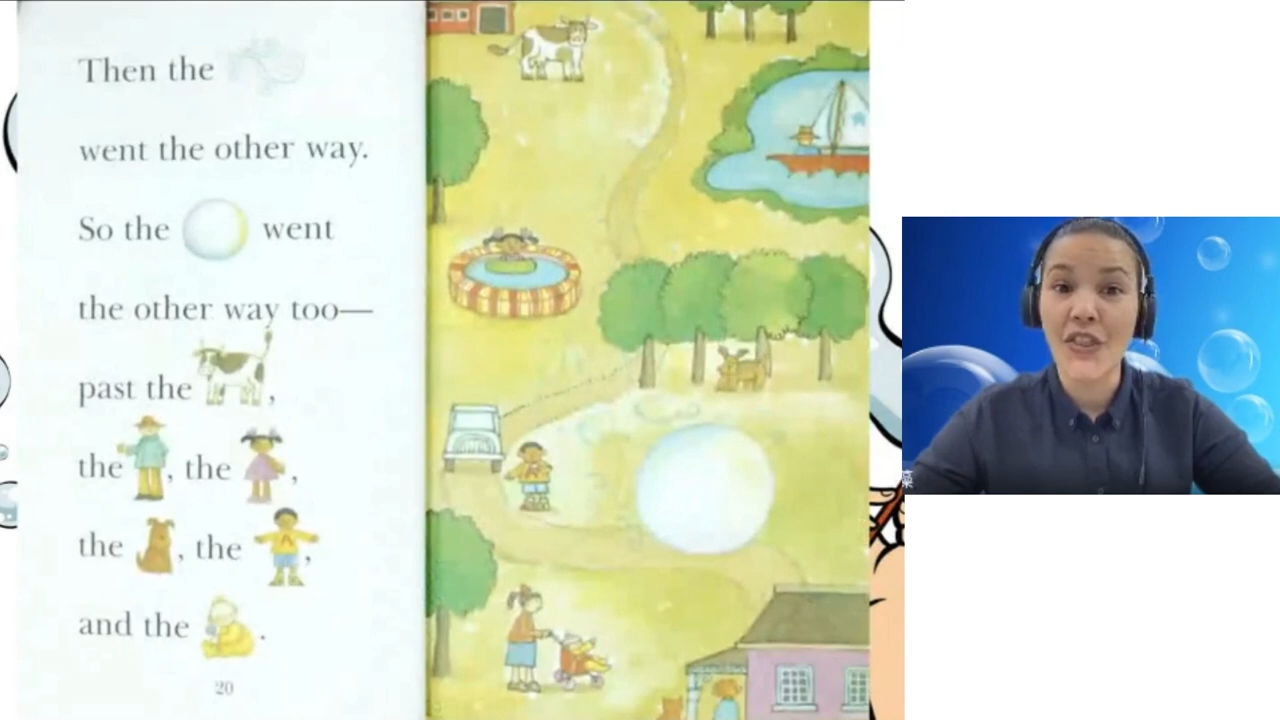 Then the
went the other way.
So the went
the other way too—
past the ,
the , the ,
the , the ,
and the .
20